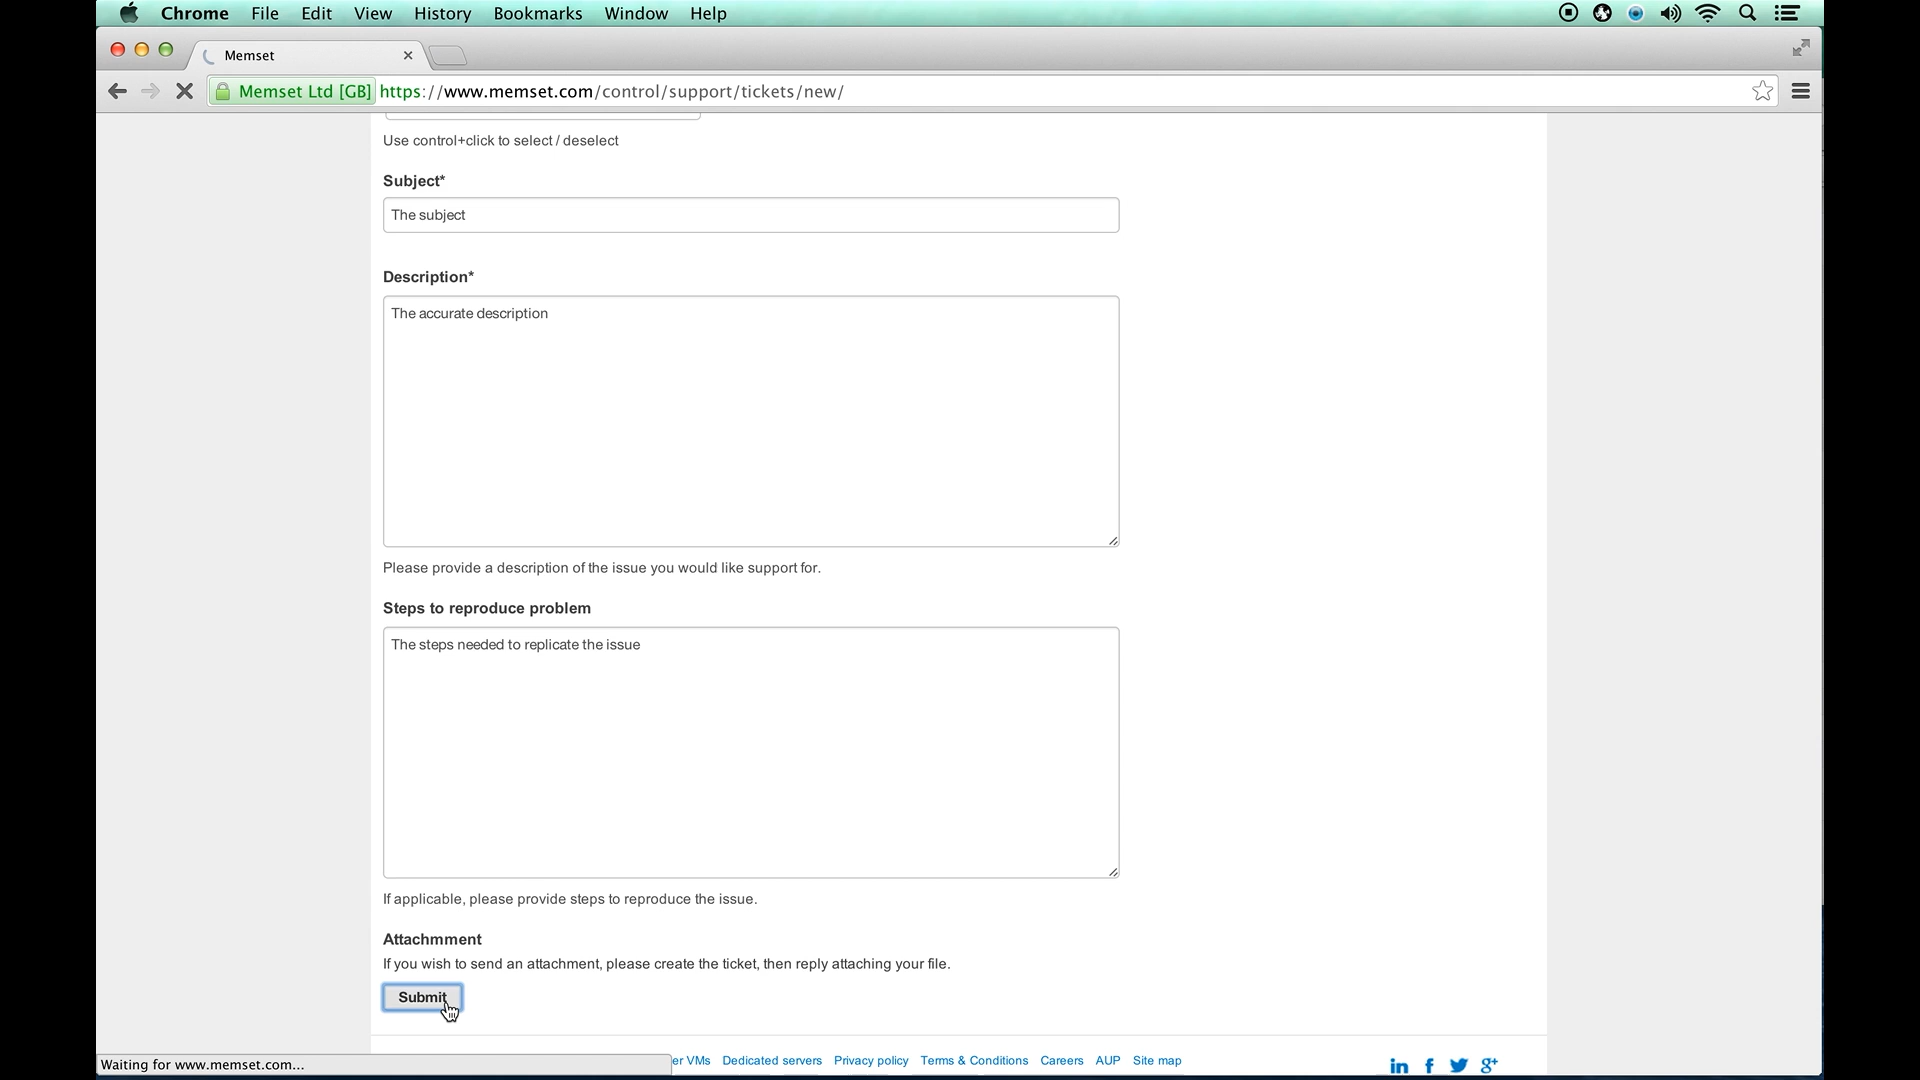 Chrome File Edit View History Bookmarks Window Help
Memset
Memset Ltd [GB] https://www.memset.com/control/support/tickets/new/
Use control+click to select / deselect
Subject*
The subject
Description*
The accurate description
Please provide a description of the issue you would like support for.
Steps to reproduce problem
The steps needed to replicate the issue
If applicable, please provide steps to reproduce the issue.
Attachmment
If you wish to send an attachment, please create the ticket, then reply attaching your file.
Submit
Waiting for www.memset.com... er VMs Dedicated servers Privacy policy Terms & Conditions Careers AUP Site map